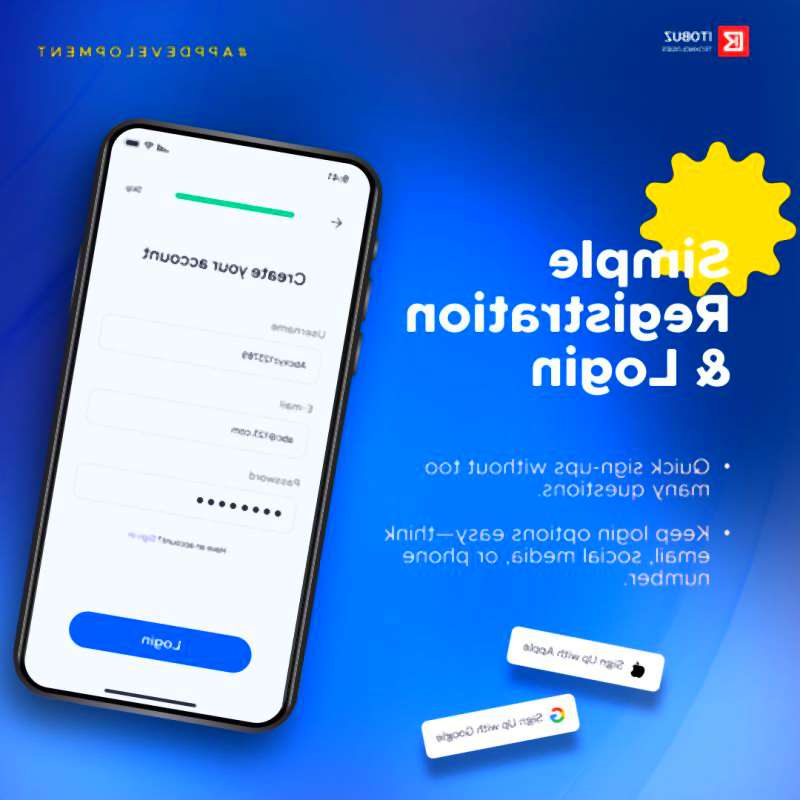 ITOBUZ
TECHNOLOGIES
#APPDEVELOPMENT
Simple
Registration
& Login
• Quick sign-ups without too
many questions.
• Keep login options easy—think
email, social media, or phone
number.
Sign Up with Apple
Sign Up with Google
9:41
Skip
Create your account
Username
Abcxyz123789
E-mail
abc@123.com
Password
Have an account? Sign-in
Login